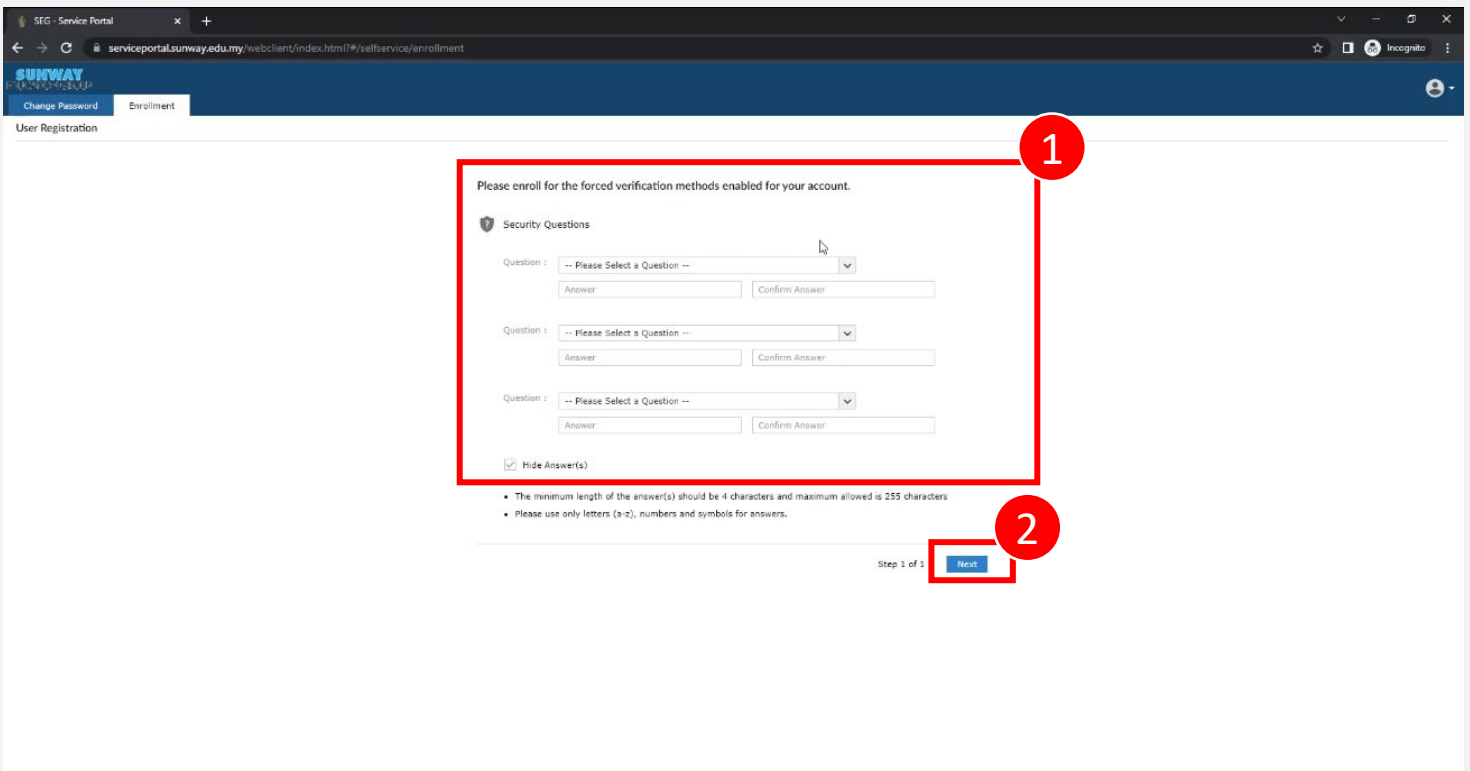 SEG - Service Portal
serviceportal.sunway.edu.my/webclient/index.html?#/selfservice/enrollment
Incognito
SUNWAY
EDUCATION GROUP
Change Password Enrollment
User Registration
1
Please enroll for the forced verification methods enabled for your account.
Security Questions
Question : -- Please Select a Question --
Answer Confirm Answer
Question : -- Please Select a Question --
Answer Confirm Answer
Question : -- Please Select a Question --
Answer Confirm Answer
Hide Answer(s)
• The minimum length of the answer(s) should be 4 characters and maximum allowed is 255 characters
• Please use only letters (a-z), numbers and symbols for answers.
2
Step 1 of 1 Next